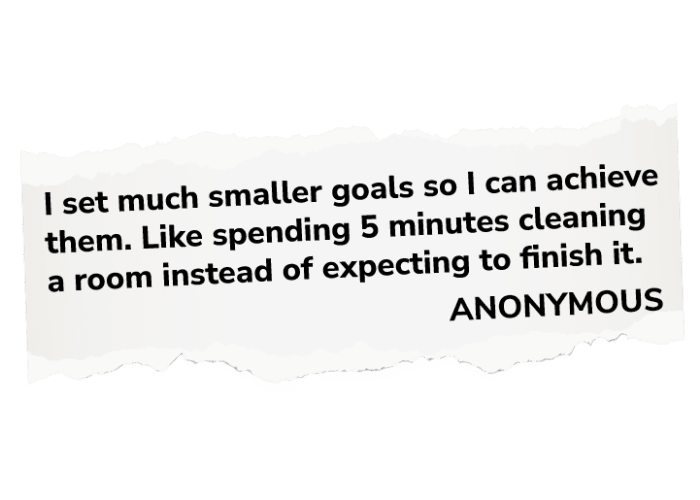 I set much smaller goals so I can achieve
them. Like spending 5 minutes cleaning
a room instead of expecting to finish it.
ANONYMOUS